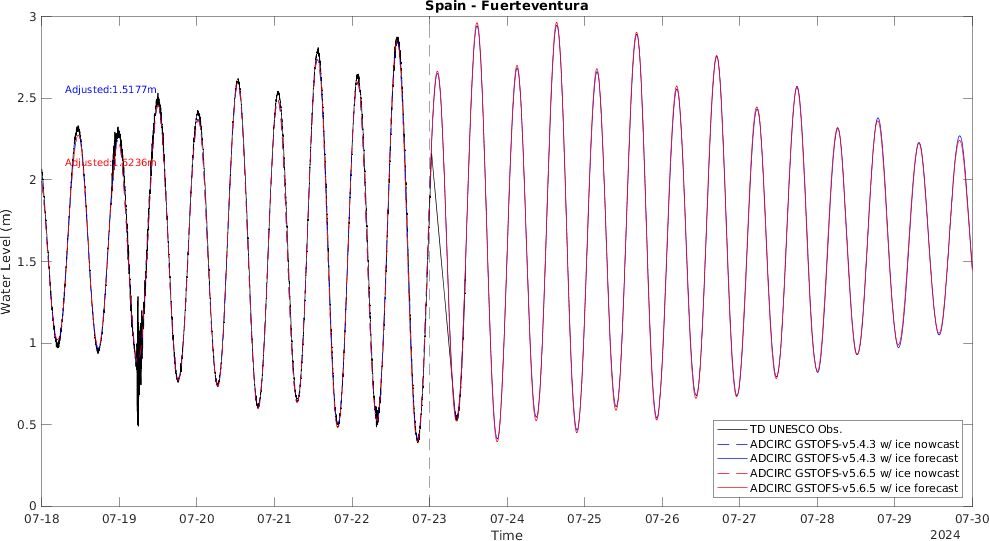 Spain - Fuerteventura
Water Level (m)
3
2.5
2
1.5
1
0.5
0
Adjusted:1.5177m
Adjusted:1.5236m
TD UNESCO Obs.
ADCIRC GSTOFS-v5.4.3 w/ ice nowcast
ADCIRC GSTOFS-v5.4.3 w/ ice forecast
ADCIRC GSTOFS-v5.6.5 w/ ice nowcast
ADCIRC GSTOFS-v5.6.5 w/ ice forecast
07-18 07-19 07-20 07-21 07-22 07-23 07-24 07-25 07-26 07-27 07-28 07-29 07-30
Time
2024